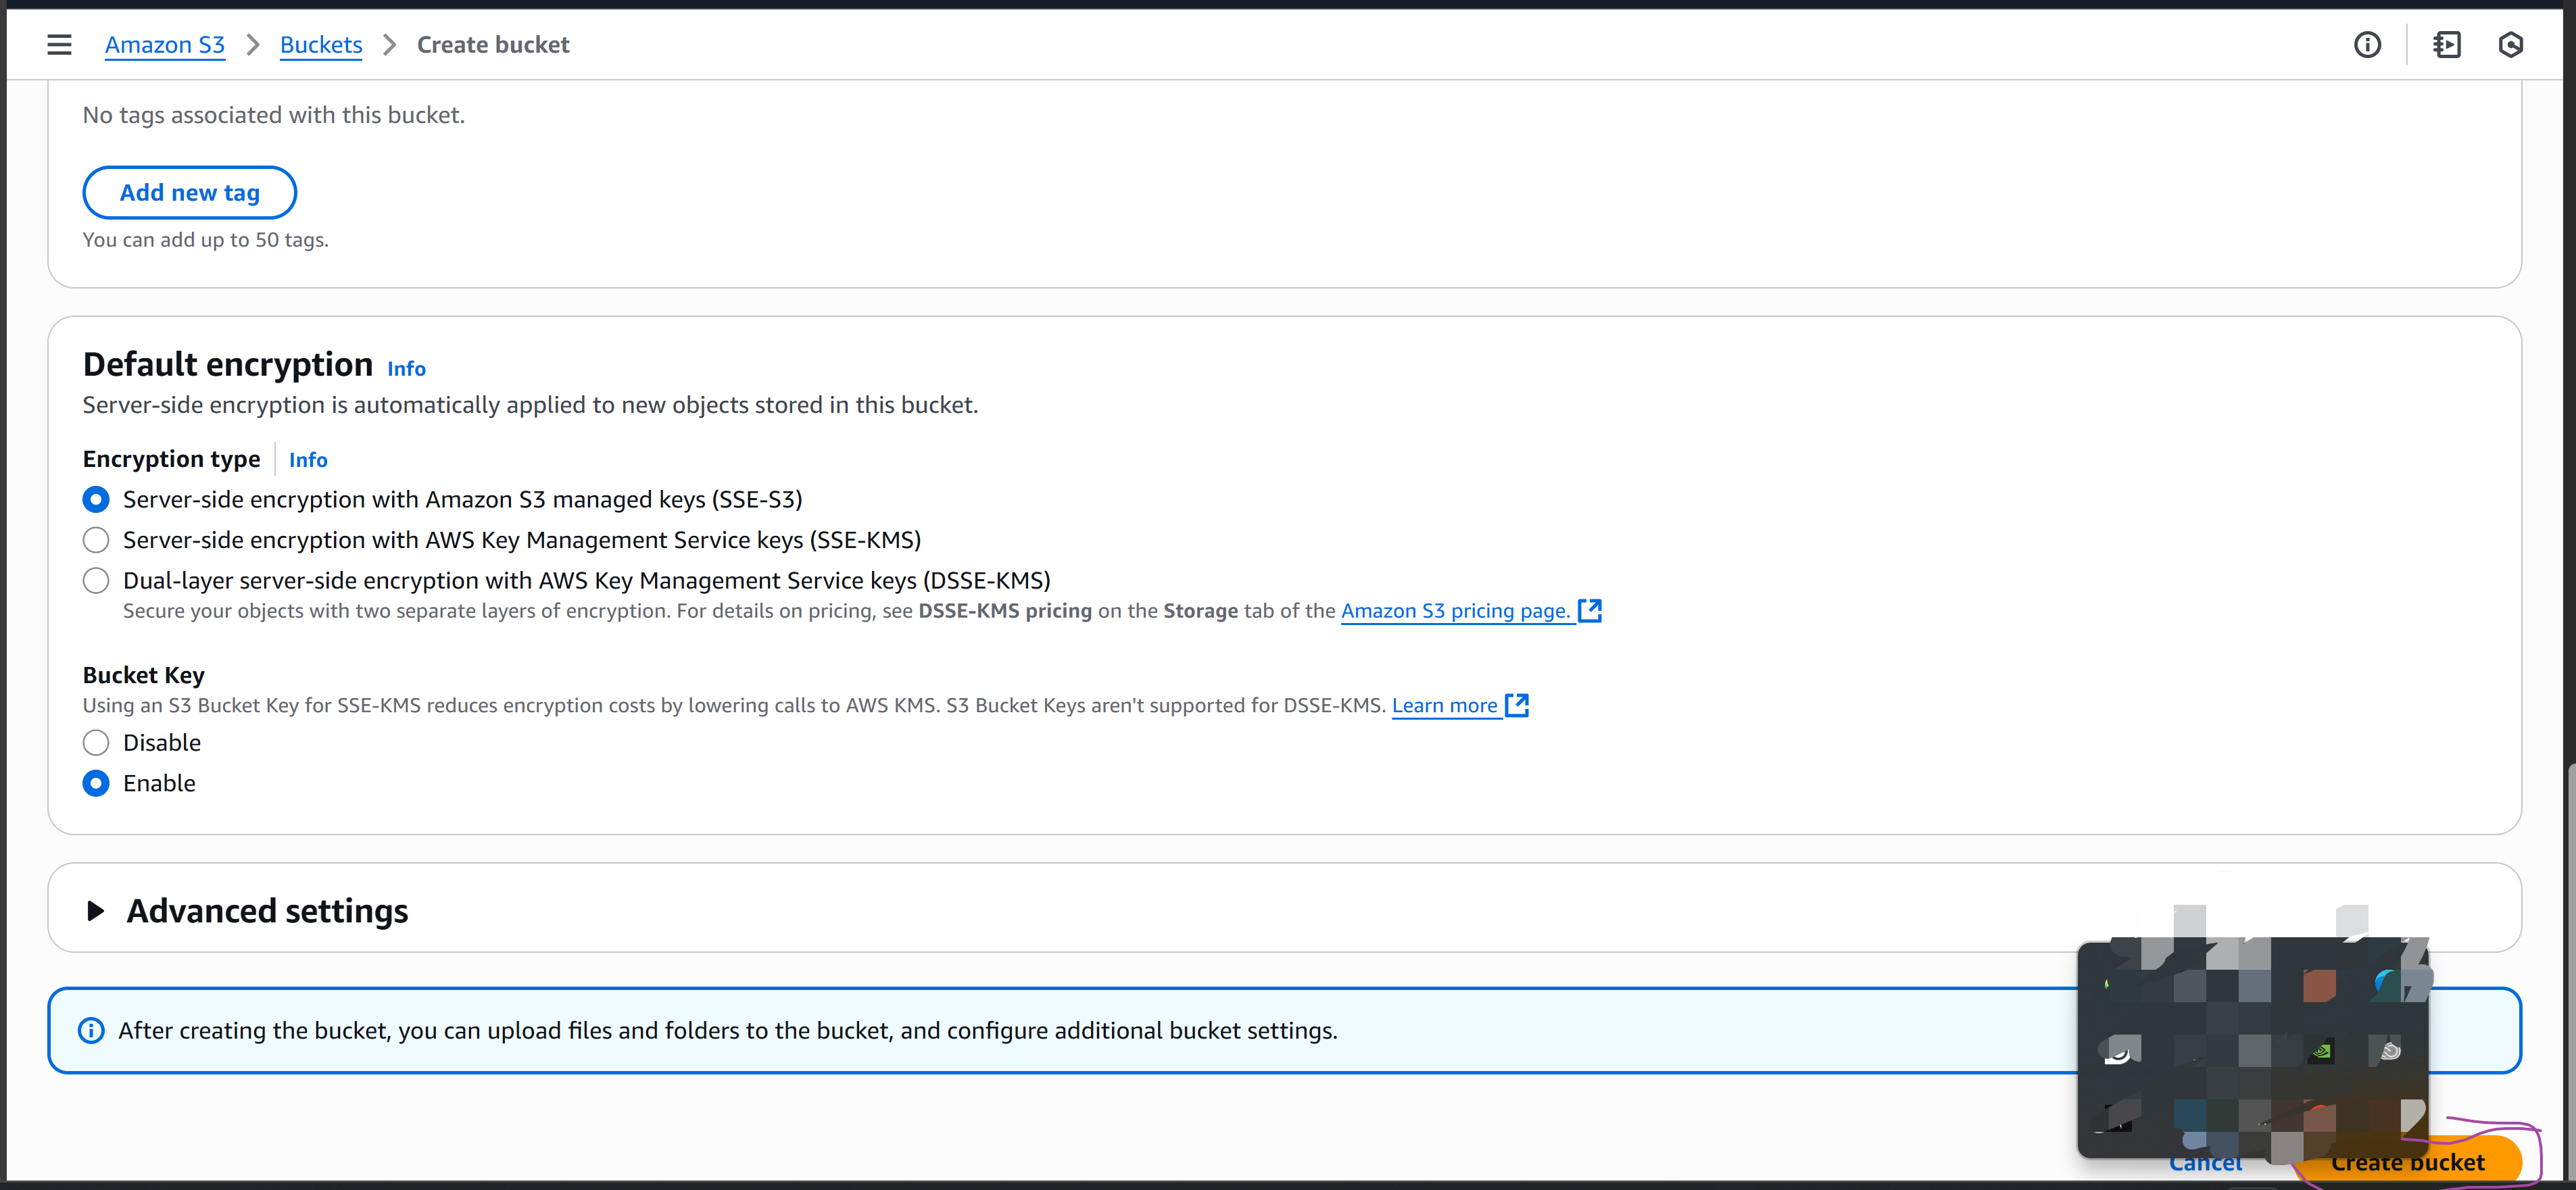 Amazon S3 > Buckets > Create bucket
No tags associated with this bucket.
Add new tag
You can add up to 50 tags.
Default encryption Info
Server-side encryption is automatically applied to new objects stored in this bucket.
Encryption type Info
Server-side encryption with Amazon S3 managed keys (SSE-S3)
Server-side encryption with AWS Key Management Service keys (SSE-KMS)
Dual-layer server-side encryption with AWS Key Management Service keys (DSSE-KMS)
Secure your objects with two separate layers of encryption. For details on pricing, see DSSE-KMS pricing on the Storage tab of the Amazon S3 pricing page.
Bucket Key
Using an S3 Bucket Key for SSE-KMS reduces encryption costs by lowering calls to AWS KMS. S3 Bucket Keys aren't supported for DSSE-KMS. Learn more
Disable
Enable
Advanced settings
After creating the bucket, you can upload files and folders to the bucket, and configure additional bucket settings.
Cancel Create bucket